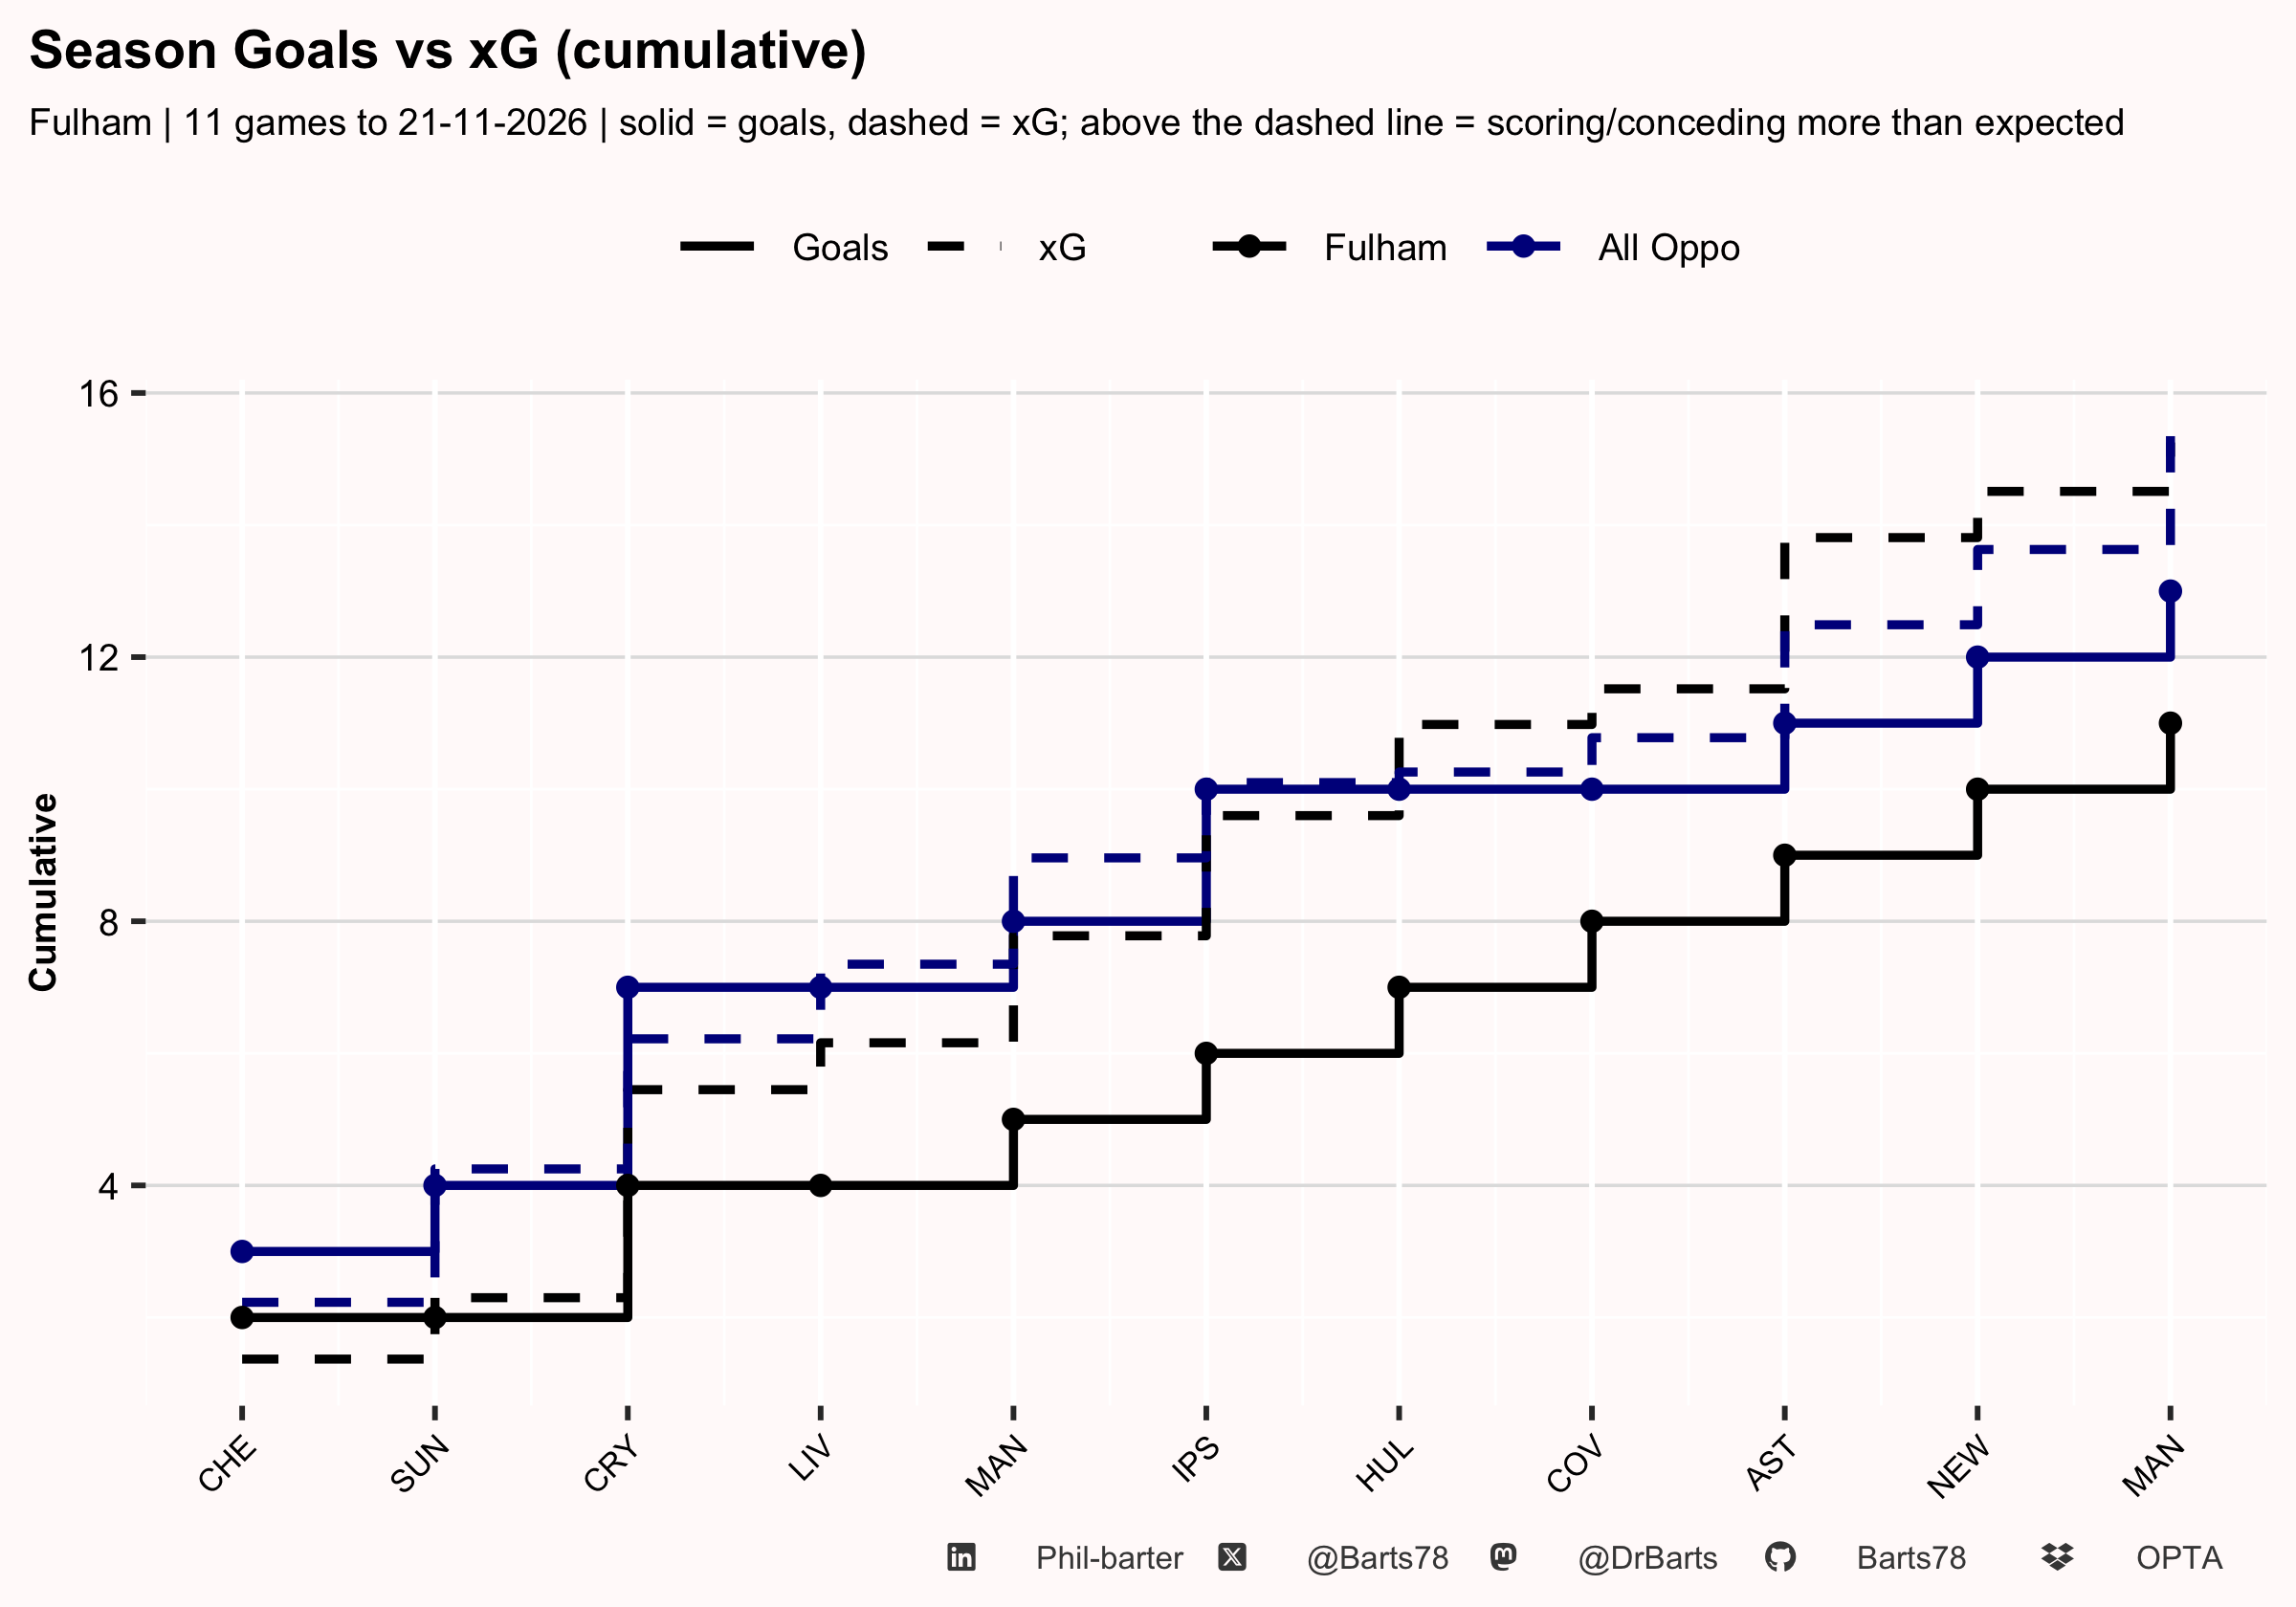 Season Goals vs xG (cumulative)
Fulham | 11 games to 21-11-2026 | solid = goals, dashed = xG; above the dashed line = scoring/conceding more than expected
Goals xG Fulham All Oppo
16
12
8
4
Cumulative
CHE SUN CRY LIV MAN IPS HUL COV AST NEW MAN
Phil-barter @Barts78 @DrBarts Barts78 OPTA